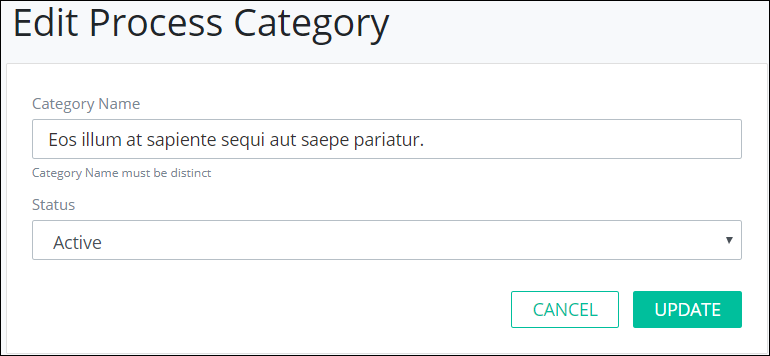 Edit Process Category
Category Name
Eos illum at sapiente sequi aut saepe pariatur.
Category Name must be distinct
Status
Active
CANCEL UPDATE